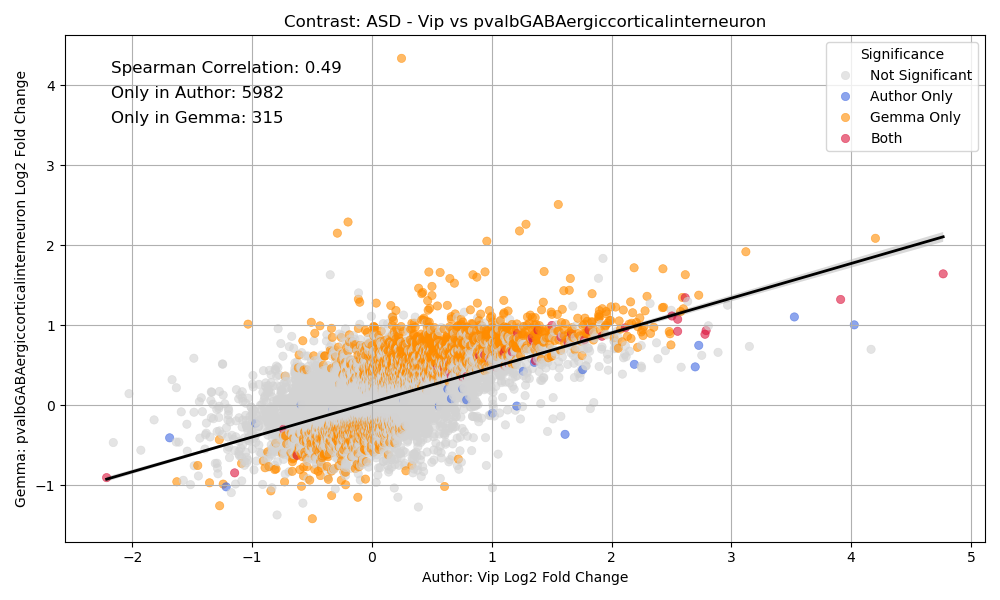 Contrast: ASD - Vip vs pvalbGABAergiccorticalinterneuron
Spearman Correlation: 0.49
Only in Author: 5982
Only in Gemma: 315
Significance
Not Significant
Author Only
Gemma Only
Both
Gemma: pvalbGABAergiccorticalinterneuron Log2 Fold Change
4
3
2
1
0
−1
−2
−1
0
1
2
3
4
5
Author: Vip Log2 Fold Change